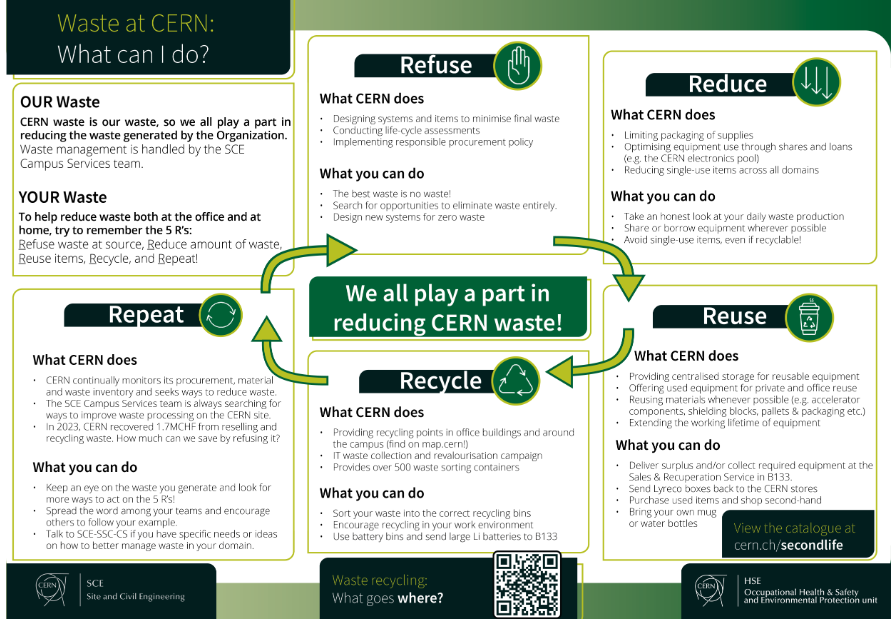 Waste at CERN:
What can I do?
OUR Waste
CERN waste is our waste, so we all play a part in
reducing the waste generated by the Organization.
Waste management is handled by the SCE
Campus Services team.
YOUR Waste
To help reduce waste both at the office and at
home, try to remember the 5 R's:
Refuse waste at source, Reduce amount of waste,
Reuse items, Recycle, and Repeat!
Refuse
What CERN does
• Designing systems and items to minimise final waste
• Conducting life-cycle assessments
• Implementing responsible procurement policy
What you can do
• The best waste is no waste!
• Search for opportunities to eliminate waste entirely.
• Design new systems for zero waste
Reduce
What CERN does
• Limiting packaging of supplies
• Optimising equipment use through shares and loans
(e.g. the CERN electronics pool)
• Reducing single-use items across all domains
What you can do
• Take an honest look at your daily waste production
• Share or borrow equipment wherever possible
• Avoid single-use items, even if recyclable!
We all play a part in
reducing CERN waste!
Reuse
What CERN does
• Providing centralised storage for reusable equipment
• Offering used equipment for private and office reuse
• Reusing materials whenever possible (e.g. accelerator
components, shielding blocks, pallets & packaging etc.)
• Extending the working lifetime of equipment
What you can do
• Deliver surplus and/or collect required equipment at the
Sales & Recuperation Service in B133.
• Send Lyreco boxes back to the CERN stores
• Purchase used items and shop second-hand
• Bring your own mug
or water bottles
View the catalogue at
cern.ch/secondlife
Recycle
What CERN does
• Providing recycling points in office buildings and around
the campus (find on map.cern!)
• IT waste collection and revalourisation campaign
• Provides over 500 waste sorting containers
What you can do
• Sort your waste into the correct recycling bins
• Encourage recycling in your work environment
• Use battery bins and send large Li batteries to B133
Repeat
What CERN does
• CERN continually monitors its procurement, material
and waste inventory and seeks ways to reduce waste.
• The SCE Campus Services team is always searching for
ways to improve waste processing on the CERN site.
• In 2023, CERN recovered 1.7MCHF from reselling and
recycling waste. How much can we save by refusing it?
What you can do
• Keep an eye on the waste you generate and look for
more ways to act on the 5 R's!
• Spread the word among your teams and encourage
others to follow your example.
• Talk to SCE-SSC-CS if you have specific needs or ideas
on how to better manage waste in your domain.
CERN
SCE
Site and Civil Engineering
Waste recycling:
What goes where?
CERN
HSE
Occupational Health & Safety
and Environmental Protection unit